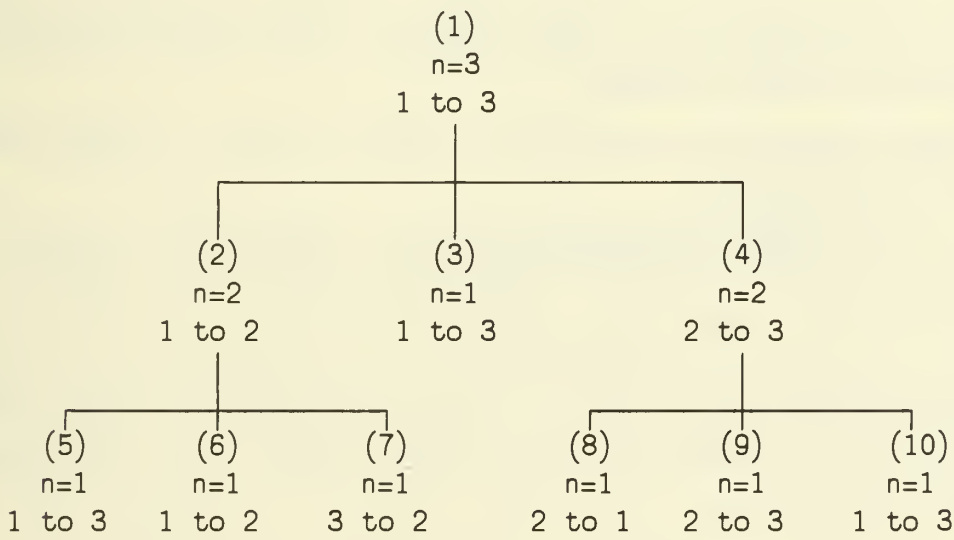 (1)
n=3
1 to 3
(2) (3) (4)
n=2 n=1 n=2
1 to 2 1 to 3 2 to 3
(5) (6) (7) (8) (9) (10)
n=1 n=1 n=1 n=1 n=1 n=1
1 to 3 1 to 2 3 to 2 2 to 1 2 to 3 1 to 3